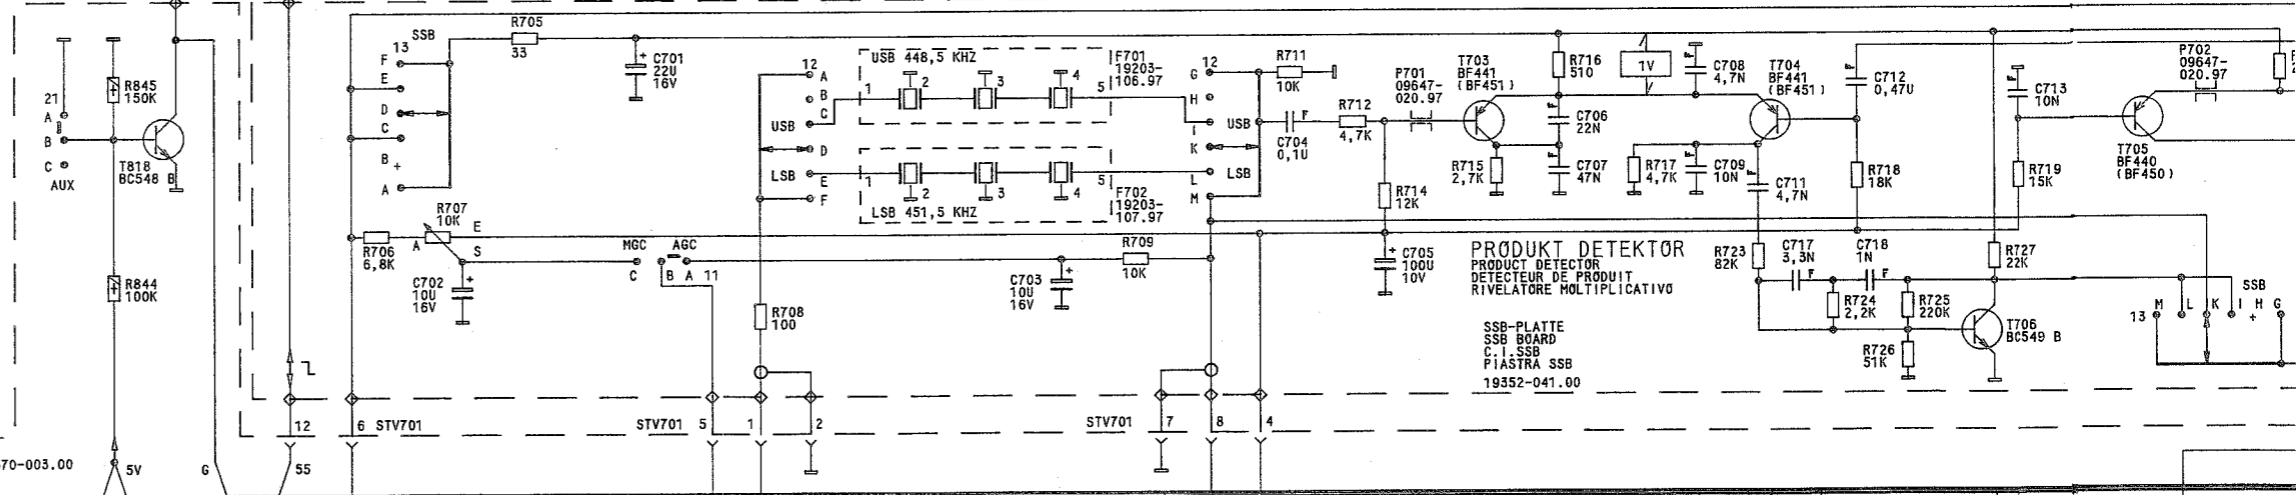 R845
150K
21
A
B
C
AUX
T818
BC548 B
R844
100K
5V
G
70-003.00
12
55
SSB
13
F
E
D
C
B
+
A
R705
33
+
C701
22U
16V
R707
10K
A
E
S
R706
6,8K
C702
10U
16V
+
MGC
AGC
C
B
A
11
6
STV701
STV701
5
1
2
R708
100
12
A
B
C
USB
D
LSB
E
F
USB 448,5 KHZ
1
2
3
4
5
F701
19203-
106.97
1
2
3
4
5
LSB 451,5 KHZ
F702
19203-
107.97
R709
10K
C703
10U
16V
+
STV701
7
8
4
12
G
H
USB
I
K
L
LSB
M
R711
10K
F
C704
0,1U
R712
4,7K
P701
09647-
020.97
T703
BF441
(BF451)
R714
12K
R715
2,7K
+
C705
100U
10V
R716
510
1V
F
C706
22N
F
C707
47N
F
C708
4,7N
T704
BF441
(BF451)
R717
4,7K
F
C709
10N
F
C711
4,7N
F
C712
0,47U
R718
18K
PRODUKT DETEKTOR
PRODUCT DETECTOR
DETECTEUR DE PRODUIT
RIVELATORE MOLTIPLICATIVO
SSB-PLATTE
SSB BOARD
C.I.SSB
PIASTRA SSB
19352-041.00
R723
82K
C717
3,3N
F
C718
1N
F
R724
2,2K
R725
220K
R726
51K
T706
BC549 B
R727
22K
F
C713
10N
R719
15K
T705
BF440
(BF450)
P702
09647-
020.97
SSB
M
L
K
I
H
G
+
13